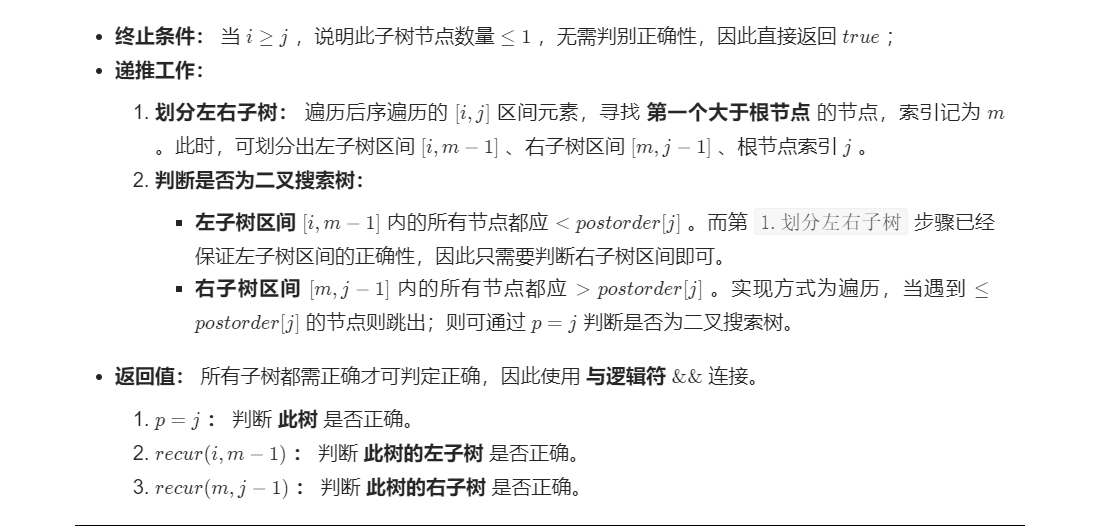 • 终止条件： 当 i ≥ j ，说明此子树节点数量 ≤ 1 ，无需判别正确性，因此直接返回 true ；
• 递推工作：
1. 划分左右子树： 遍历后序遍历的 [i, j] 区间元素，寻找 第一个大于根节点 的节点，索引记为 m
。此时，可划分出左子树区间 [i, m − 1] 、右子树区间 [m, j − 1] 、根节点索引 j 。
2. 判断是否为二叉搜索树：
▪ 左子树区间 [i, m − 1] 内的所有节点都应 < postorder[j] 。而第 1.划分左右子树 步骤已经
保证左子树区间的正确性，因此只需要判断右子树区间即可。
▪ 右子树区间 [m, j − 1] 内的所有节点都应 > postorder[j] 。实现方式为遍历，当遇到 ≤
postorder[j] 的节点则跳出；则可通过 p = j 判断是否为二叉搜索树。
• 返回值： 所有子树都需正确才可判定正确，因此使用 与逻辑符 && 连接。
1. p = j ： 判断 此树 是否正确。
2. recur(i, m − 1) ： 判断 此树的左子树 是否正确。
3. recur(m, j − 1) ： 判断 此树的右子树 是否正确。